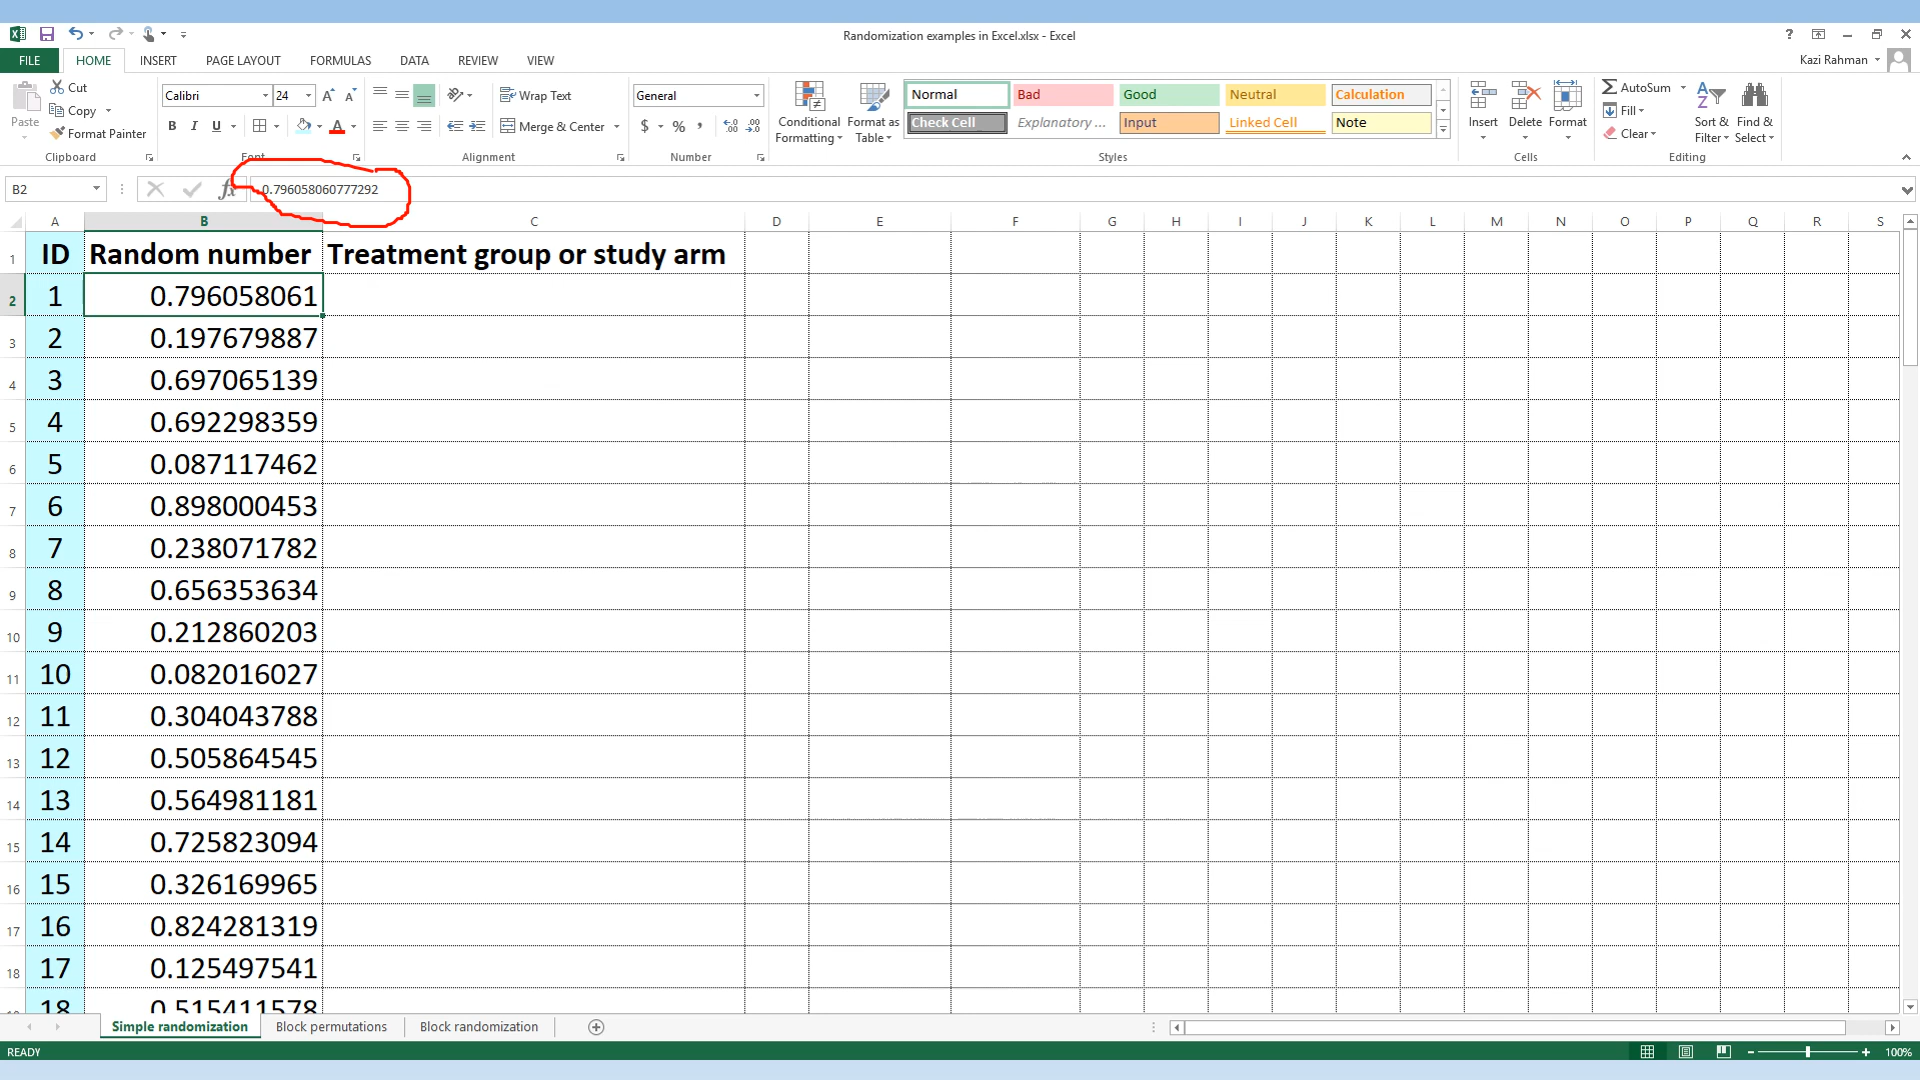 Randomization examples in Excel.xlsx - Excel
?
FILE HOME INSERT PAGE LAYOUT FORMULAS DATA REVIEW VIEW
Kazi Rahman
Paste
Cut
Copy
Format Painter
Clipboard
Calibri 24
B I U
Font
Wrap Text
Merge & Center
Alignment
General
$ % ,
Number
Conditional Formatting
Format as Table
Normal Bad Good Neutral Calculation
Check Cell Explanatory ... Input Linked Cell Note
Styles
Insert Delete Format
Cells
AutoSum
Fill
Clear
Sort & Filter
Find & Select
Editing
B2 fx 0.796058060777292
A B C D E F G H I J K L M N O P Q R S
1 ID Random number Treatment group or study arm
2 1 0.796058061
3 2 0.197679887
4 3 0.697065139
5 4 0.692298359
6 5 0.087117462
7 6 0.898000453
8 7 0.238071782
9 8 0.656353634
10 9 0.212860203
11 10 0.082016027
12 11 0.304043788
13 12 0.505864545
14 13 0.564981181
15 14 0.725823094
16 15 0.326169965
17 16 0.824281319
18 17 0.125497541
18 0.515411578
Simple randomization Block permutations Block randomization
READY
100%